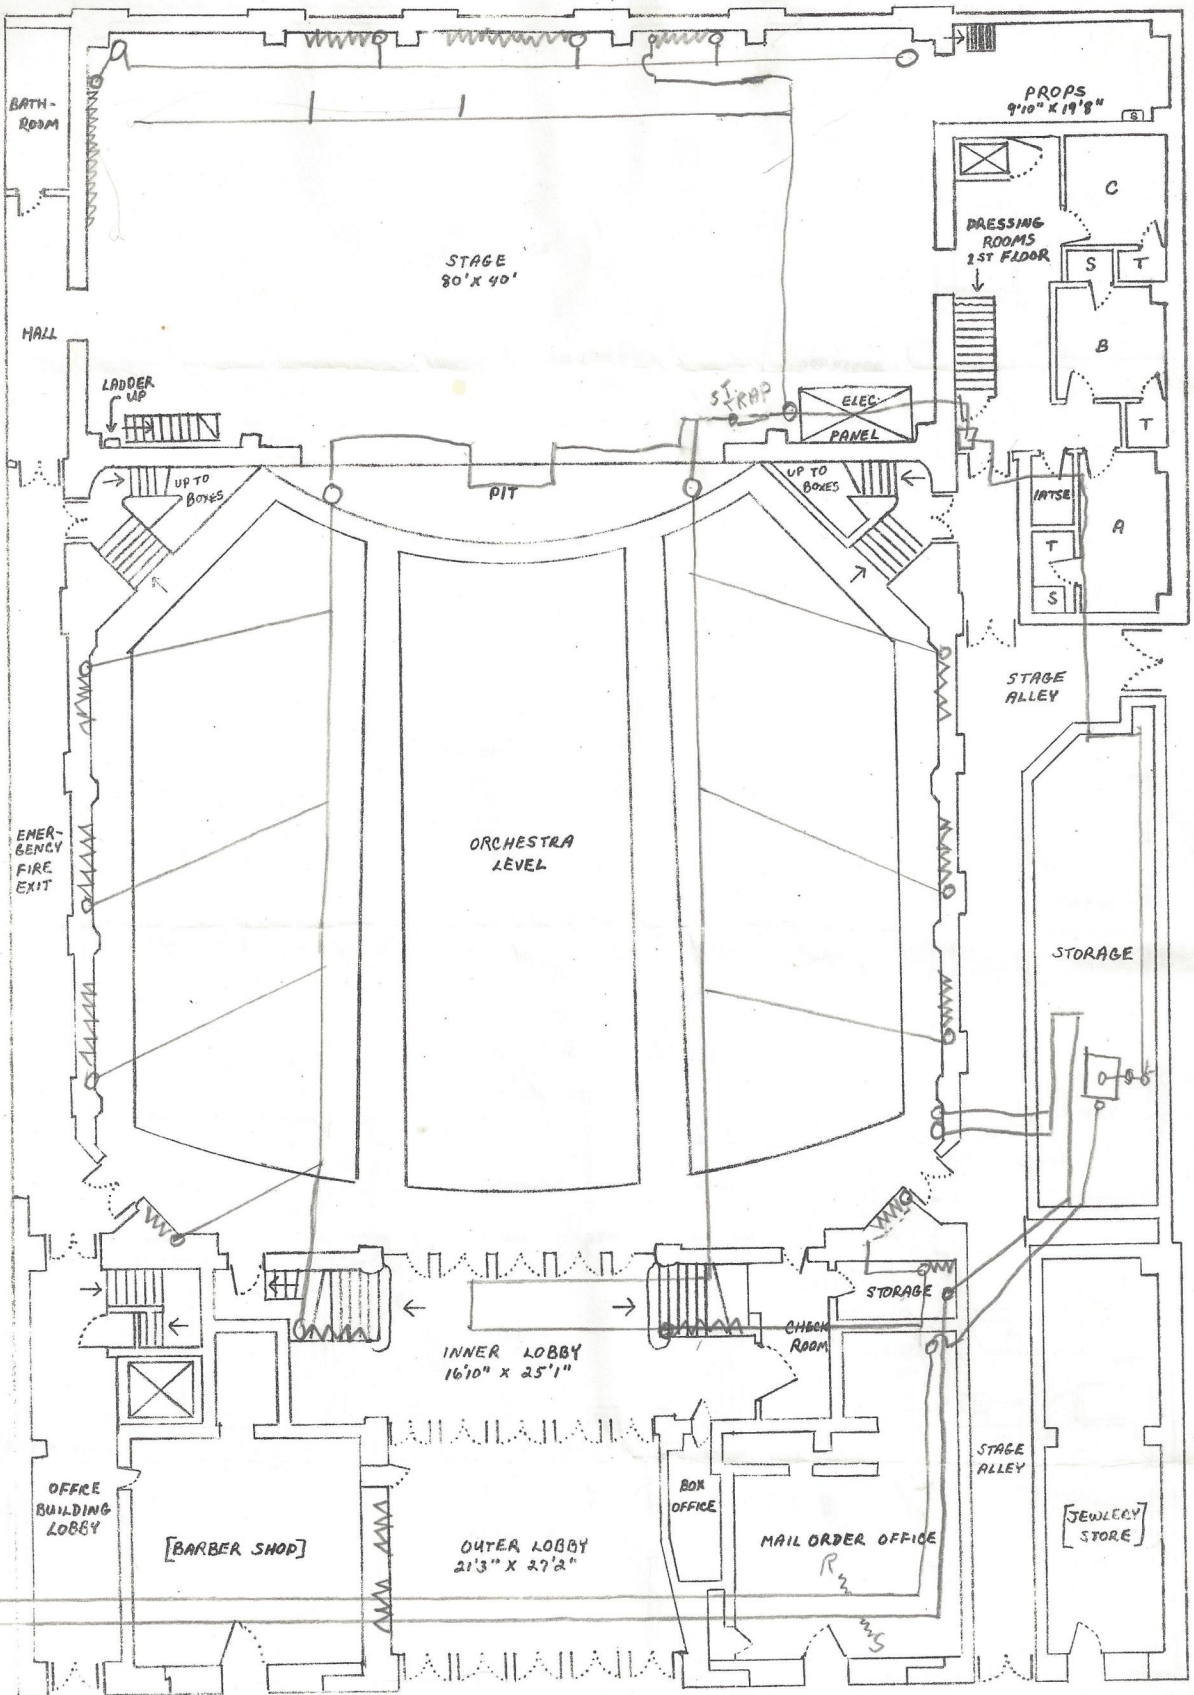 BATH-
ROOM
PROPS
9'10" X 19'8"
S
C
DRESSING
ROOMS
1ST FLOOR
S
T
STAGE
80' X 40'
HALL
B
LADDER
UP
ELEC.
PANEL
T
UP TO
BOXES
PIT
UP TO
BOXES
IATSE
A
T
S
STAGE
ALLEY
EMER-
GENCY
FIRE
EXIT
ORCHESTRA
LEVEL
STORAGE
STORAGE
CHECK
ROOM
INNER LOBBY
16'10" X 25'1"
OFFICE
BUILDING
LOBBY
[BARBER SHOP]
OUTER LOBBY
21'3" X 27'2"
BOX
OFFICE
MAIL ORDER OFFICE
R
S
STAGE
ALLEY
[JEWLERY
STORE]